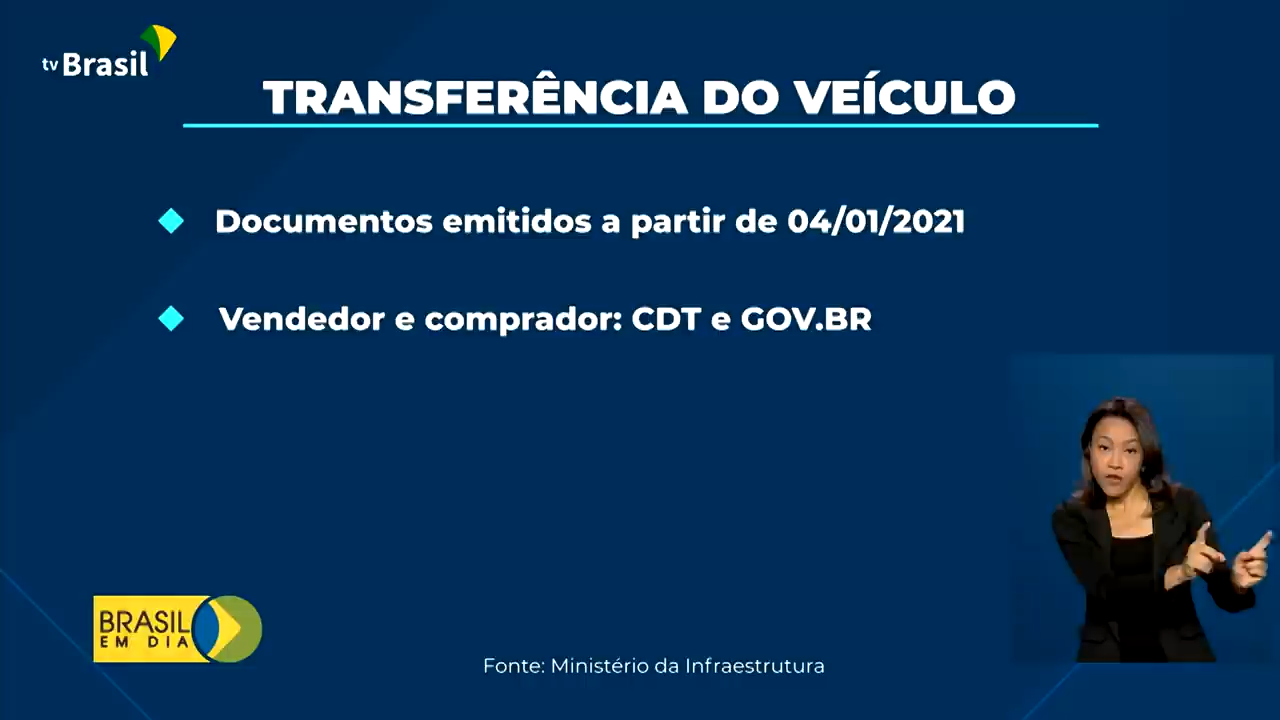 tv Brasil
TRANSFERÊNCIA DO VEÍCULO
Documentos emitidos a partir de 04/01/2021
Vendedor e comprador: CDT e GOV.BR
BRASIL
EM DIA
Fonte: Ministério da Infraestrutura